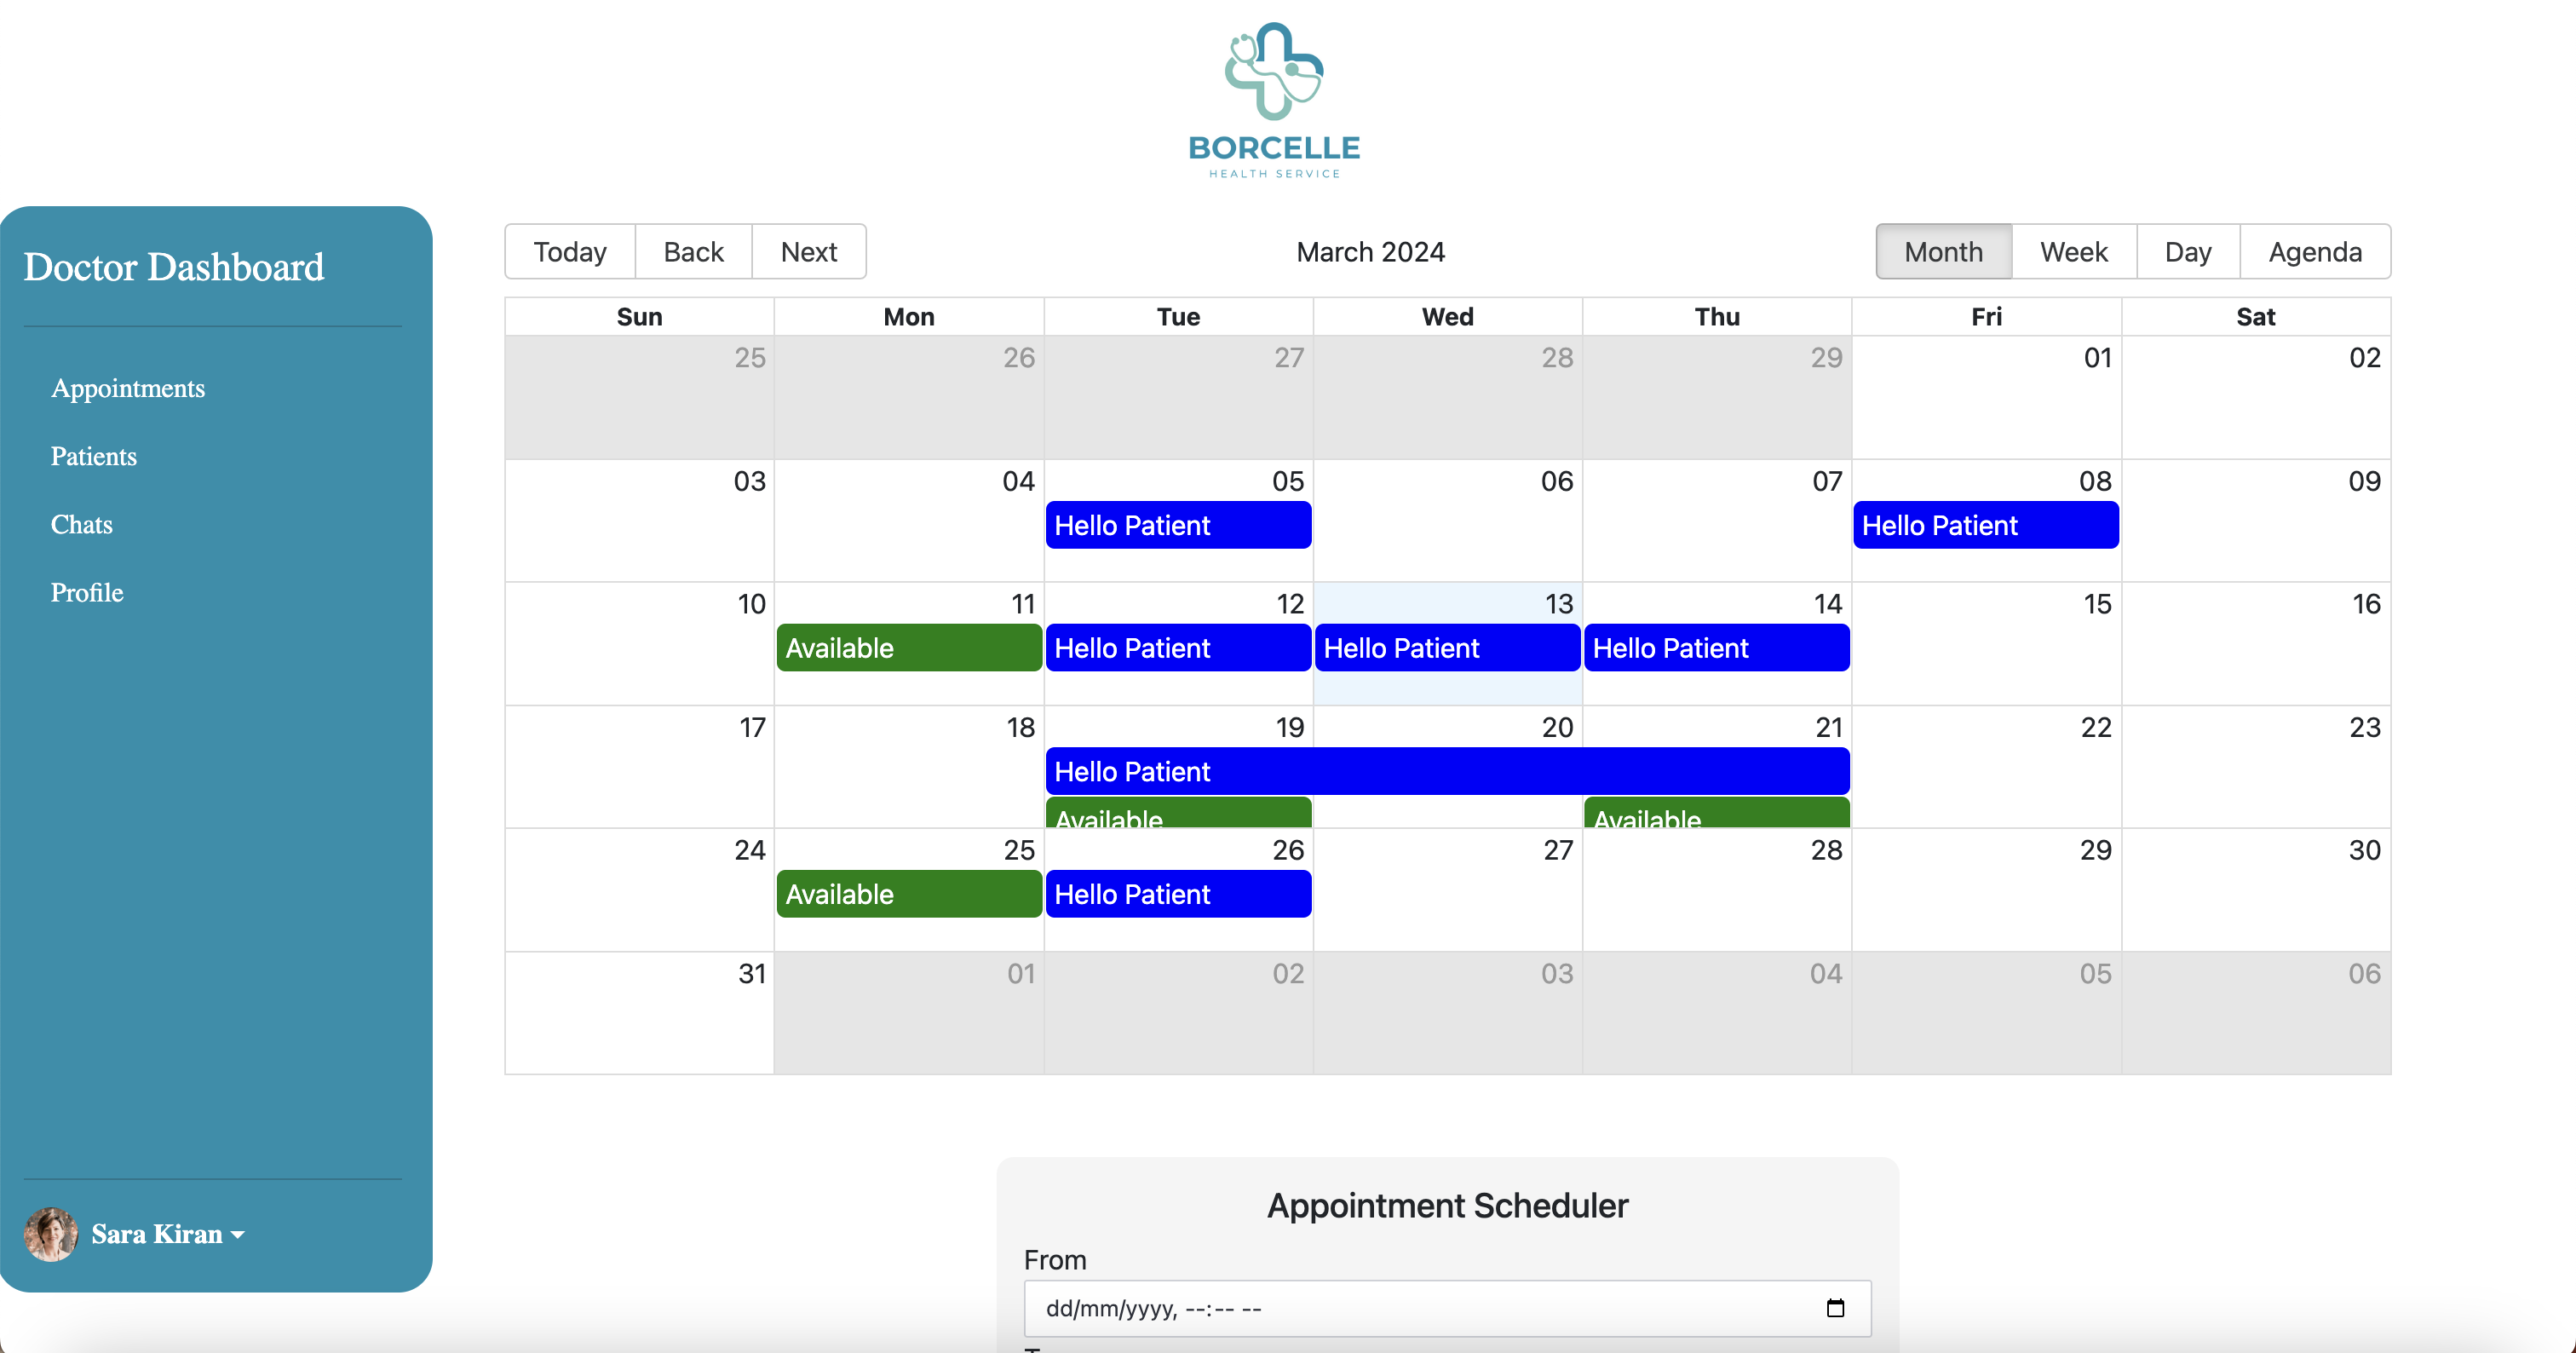 BORCELLE
HEALTH SERVICE
Doctor Dashboard
Appointments
Patients
Chats
Profile
Sara Kiran
Today Back Next
March 2024
Month Week Day Agenda
Sun Mon Tue Wed Thu Fri Sat
25 26 27 28 29 01 02
03 04 05 06 07 08 09
Hello Patient Hello Patient
10 11 12 13 14 15 16
Available Hello Patient Hello Patient Hello Patient
17 18 19 20 21 22 23
Hello Patient
Available Available
24 25 26 27 28 29 30
Available Hello Patient
31 01 02 03 04 05 06
Appointment Scheduler
From
dd/mm/yyyy, --:-- --